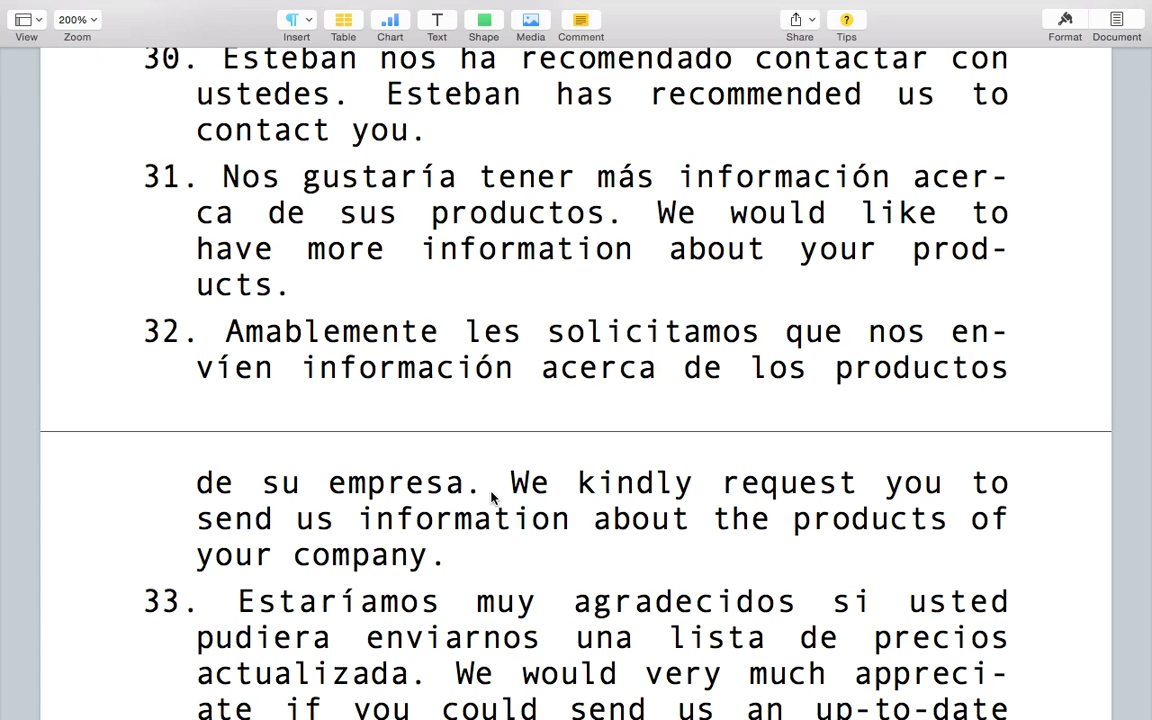 200%
View
Zoom
Insert
Table
Chart
T
Text
Shape
Media
Comment
Share
?
Tips
Format
Document
30. Esteban nos ha recomendado contactar con
ustedes. Esteban has recommended us to
contact you.
31. Nos gustaría tener más información acer-
ca de sus productos. We would like to
have more information about your prod-
ucts.
32. Amablemente les solicitamos que nos en-
víen información acerca de los productos
de su empresa. We kindly request you to
send us information about the products of
your company.
33. Estaríamos muy agradecidos si usted
pudiera enviarnos una lista de precios
actualizada. We would very much appreci-
ate if you could send us an up-to-date